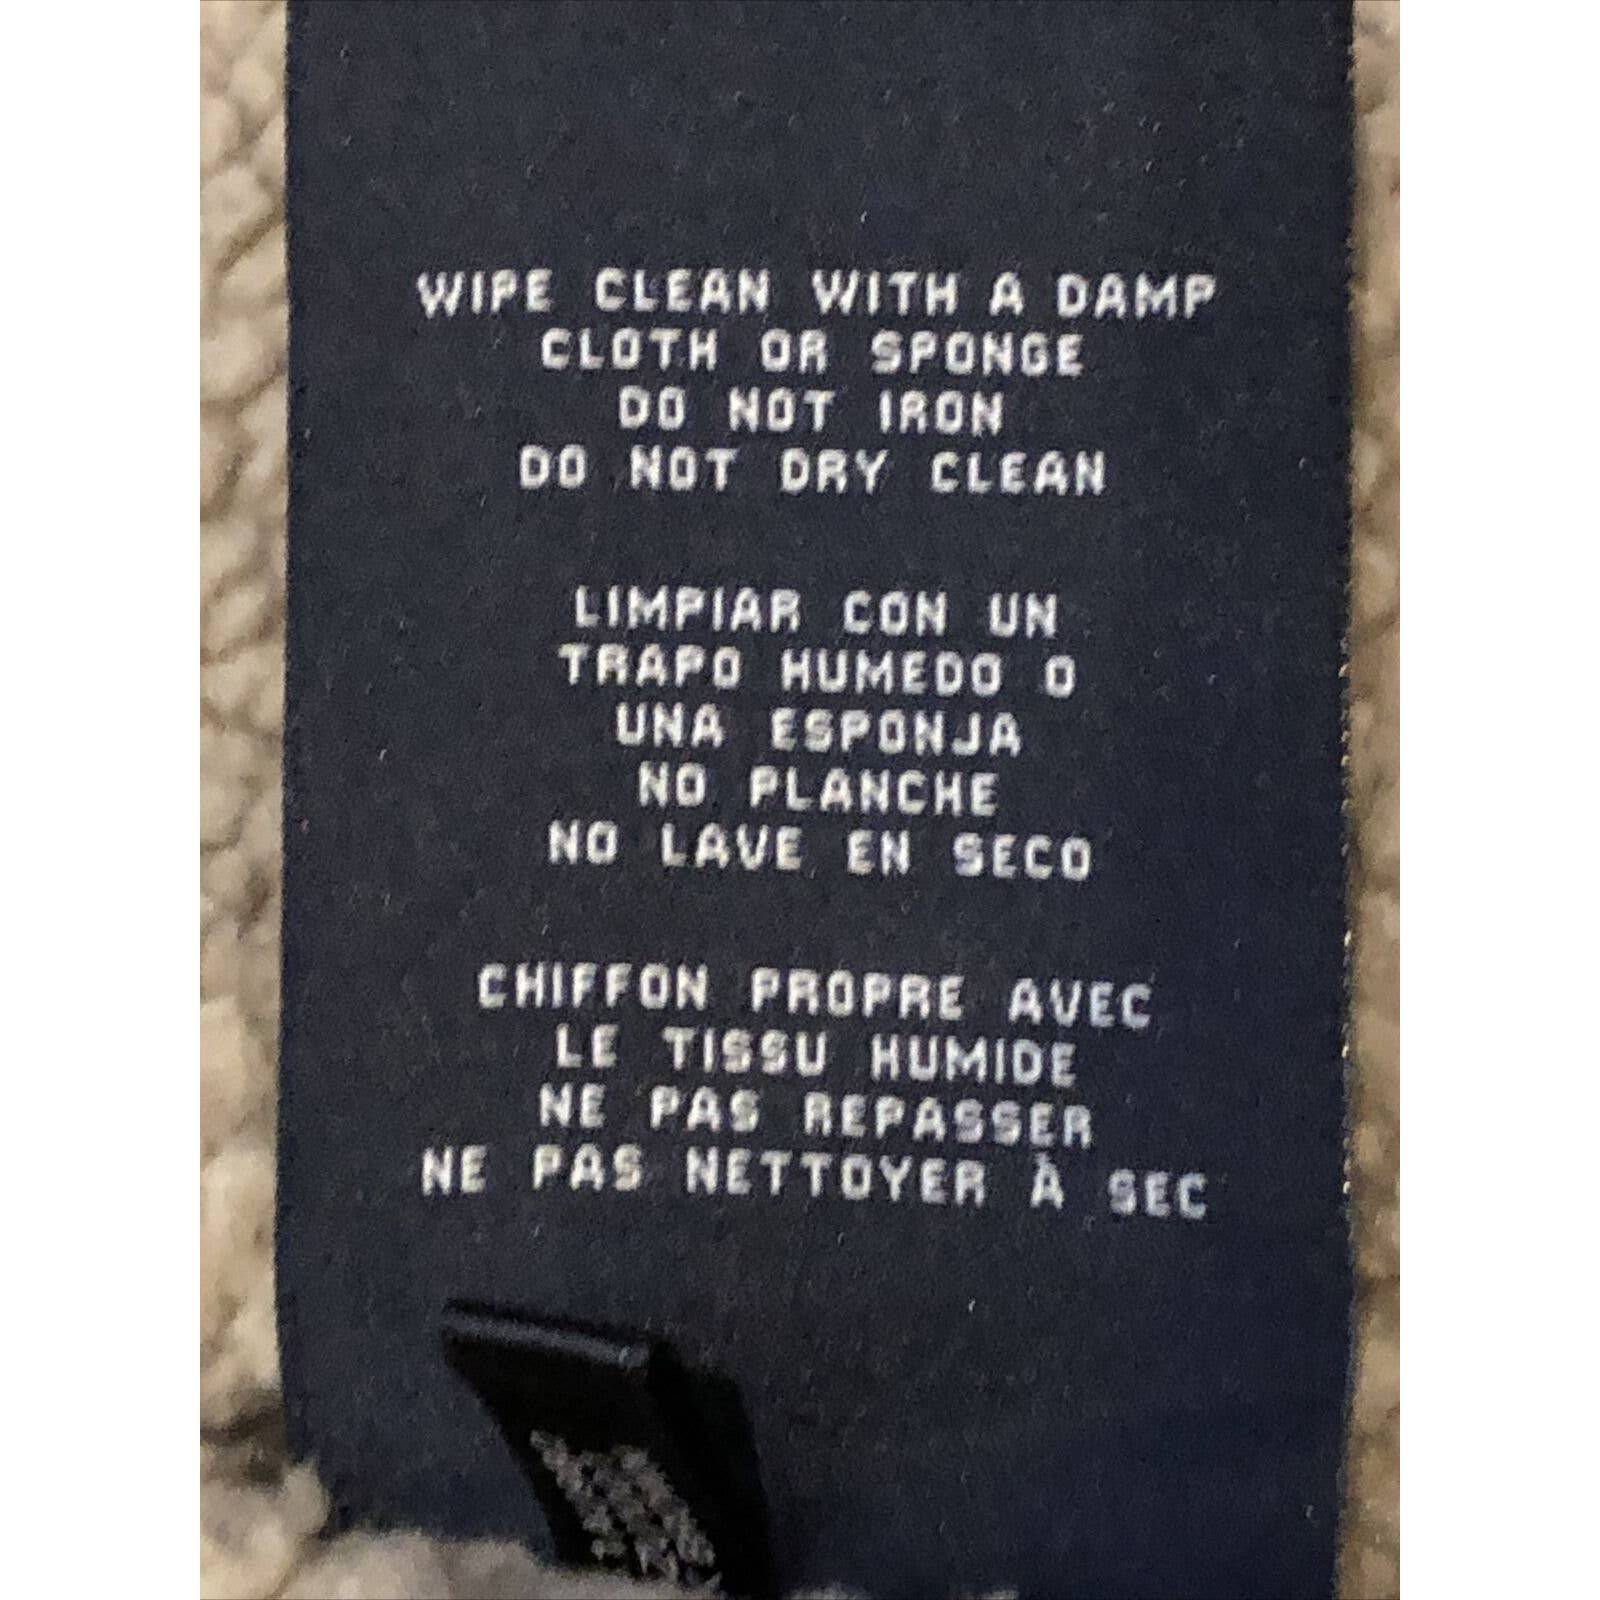 WIPE CLEAN WITH A DAMP
CLOTH OR SPONGE
DO NOT IRON
DO NOT DRY CLEAN
LIMPIAR CON UN
TRAPO HUMEDO O
UNA ESPONJA
NO PLANCHE
NO LAVE EN SECO
CHIFFON PROPRE AVEC
LE TISSU HUMIDE
NE PAS REPASSER
NE PAS NETTOYER À SEC